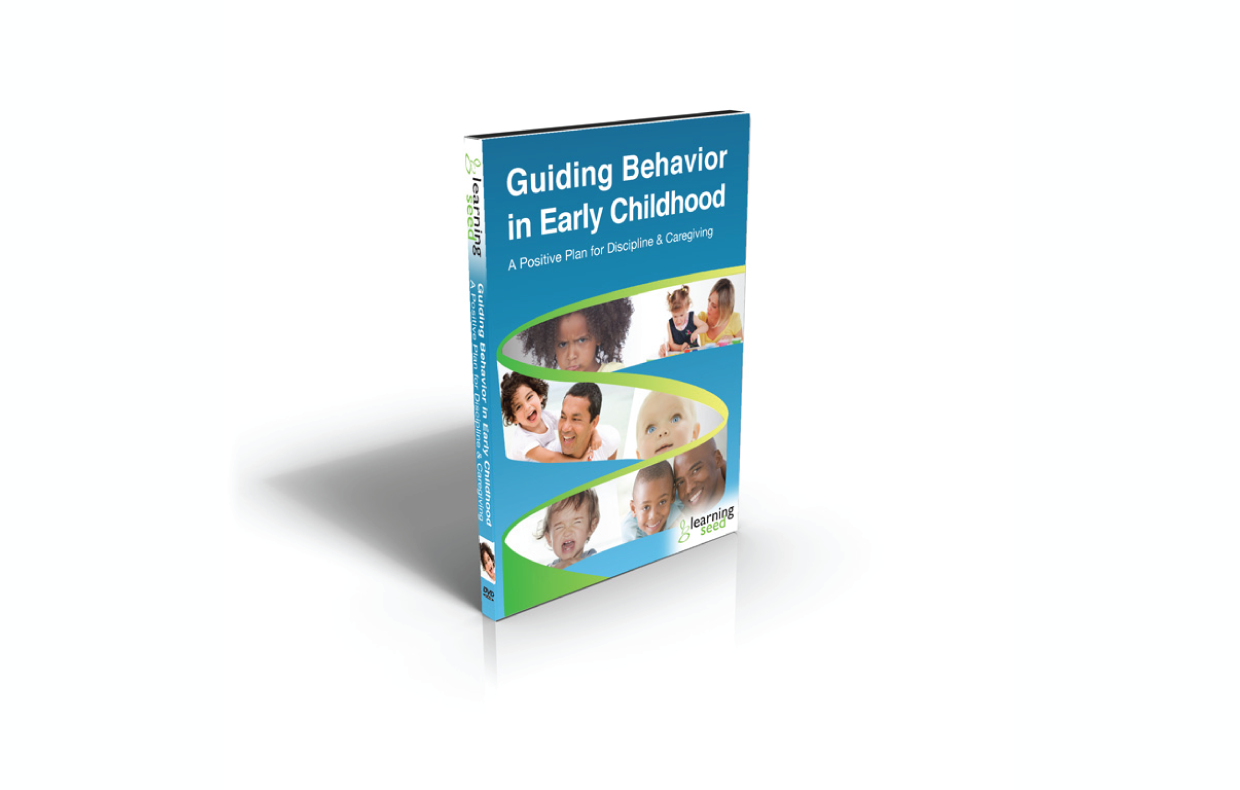 Guiding Behavior
in Early Childhood
A Positive Plan for Discipline & Caregiving
learning
seed
learning
seed
Guiding Behavior in Early Childhood
A Positive Plan for Discipline & Caregiving
DVD